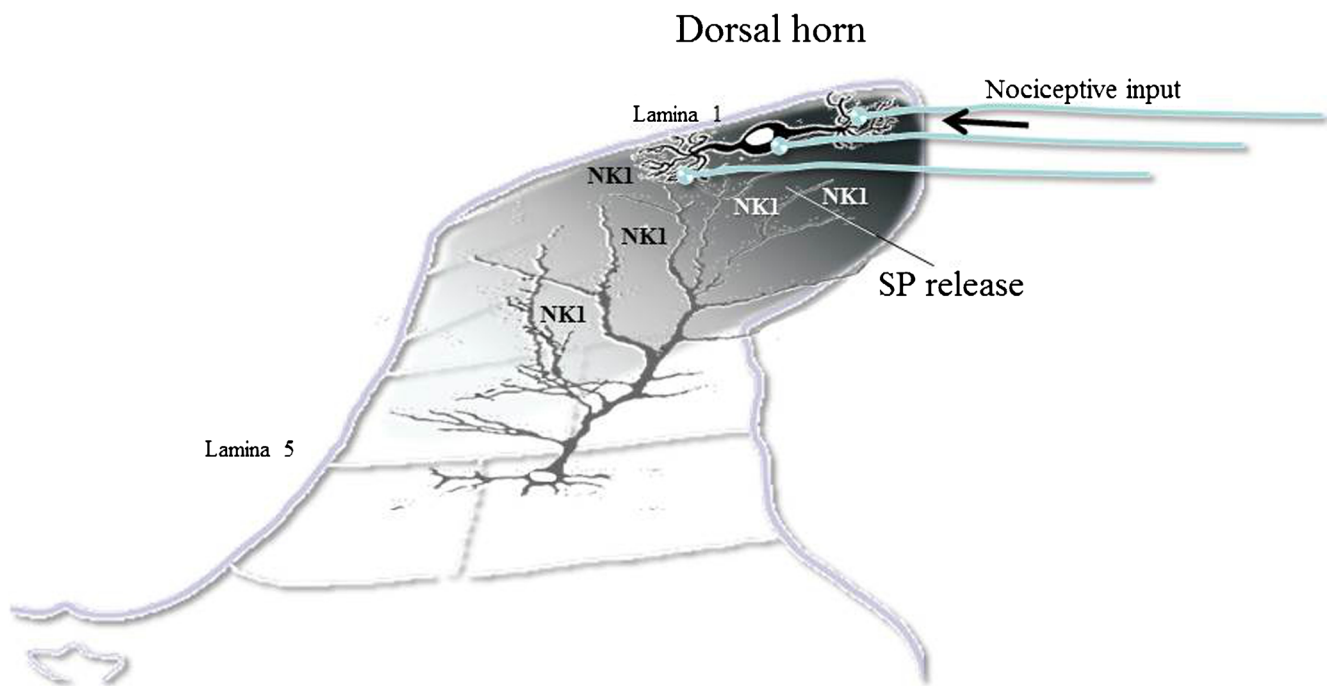 Dorsal horn
Nociceptive input
Lamina 1
NK1
NK1
NK1
NK1
SP release
NK1
Lamina 5